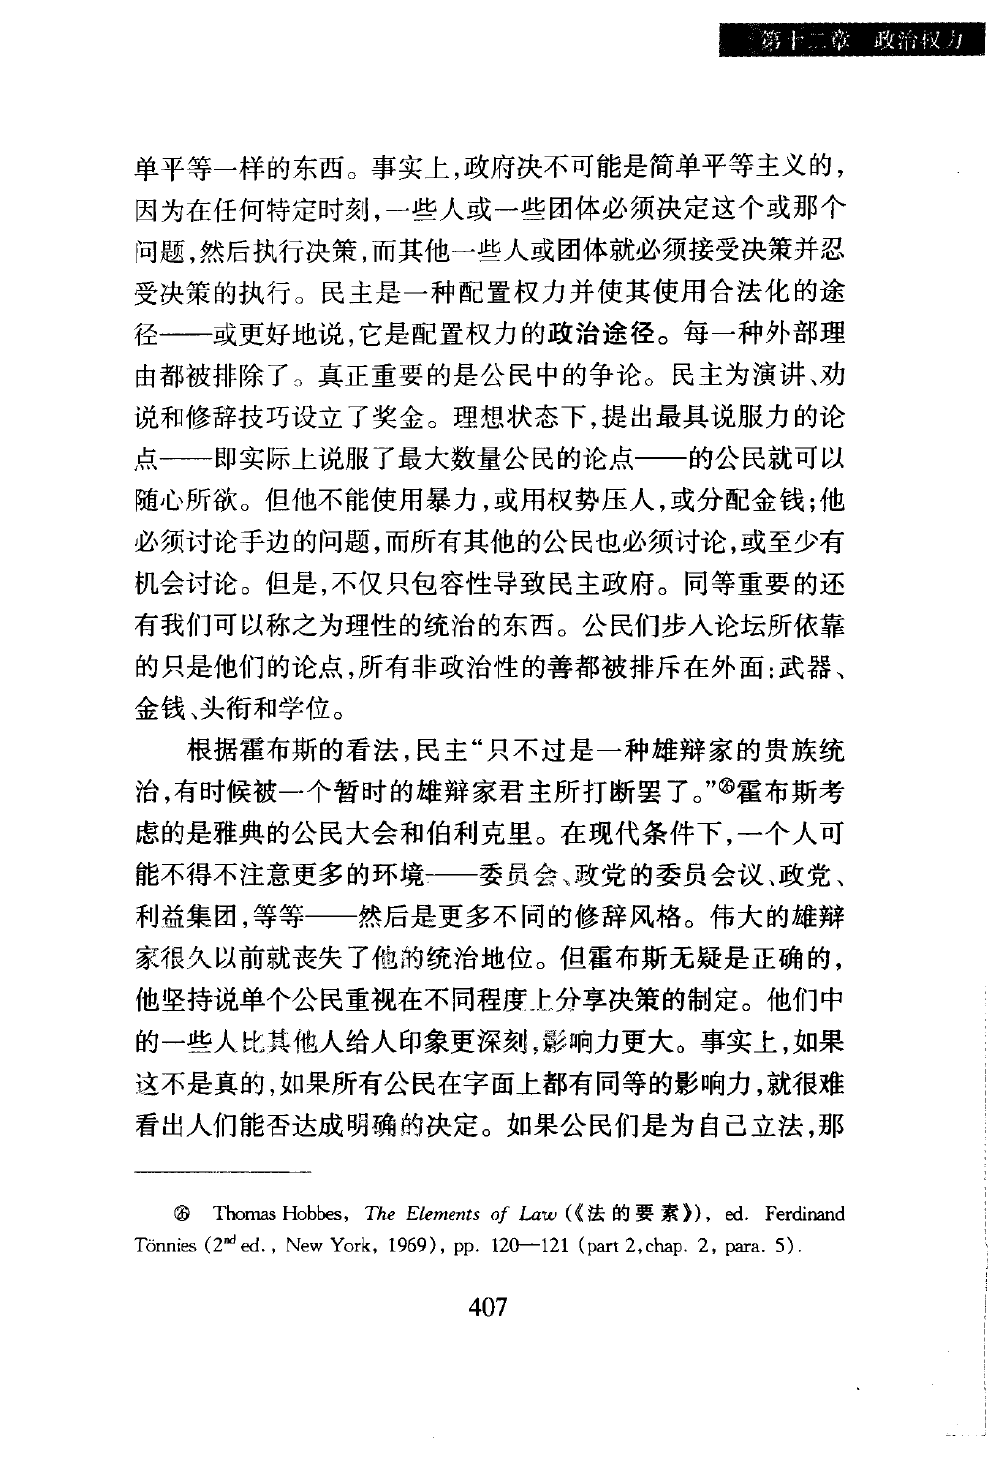 第十二章 政治权力
单平等一样的东西。事实上,政府决不可能是简单平等主义的,
因为在任何特定时刻,一些人或一些团体必须决定这个或那个
问题,然后执行决策,而其他一些人或团体就必须接受决策并忍
受决策的执行。民主是一种配置权力并使其使用合法化的途
径——或更好地说,它是配置权力的政治途径。每一种外部理
由都被排除了。真正重要的是公民中的争论。民主为演讲、劝
说和修辞技巧设立了奖金。理想状态下,提出最具说服力的论
点——即实际上说服了最大数量公民的论点——的公民就可以
随心所欲。但他不能使用暴力,或用权势压人,或分配金钱;他
必须讨论手边的问题,而所有其他的公民也必须讨论,或至少有
机会讨论。但是,不仅只包容性导致民主政府。同等重要的还
有我们可以称之为理性的统治的东西。公民们步入论坛所依靠
的只是他们的论点,所有非政治性的善都被排斥在外面:武器、
金钱、头衔和学位。
根据霍布斯的看法,民主“只不过是一种雄辩家的贵族统
治,有时候被一个暂时的雄辩家君主所打断罢了。”㉖霍布斯考
虑的是雅典的公民大会和伯利克里。在现代条件下,一个人可
能不得不注意更多的环境——委员会、政党的委员会议、政党、
利益集团,等等——然后是更多不同的修辞风格。伟大的雄辩
家很久以前就丧失了他的统治地位。但霍布斯无疑是正确的,
他坚持说单个公民重视在不同程度上分享决策的制定。他们中
的一些人比其他人给人印象更深刻,影响力更大。事实上,如果
这不是真的,如果所有公民在字面上都有同等的影响力,就很难
看出人们能否达成明确的决定。如果公民们是为自己立法,那
㉖ Thomas Hobbes, The Elements of Law (《法的要素》), ed. Ferdinand
Tönnies (2nd ed., New York, 1969), pp. 120—121 (part 2, chap. 2, para. 5).
407